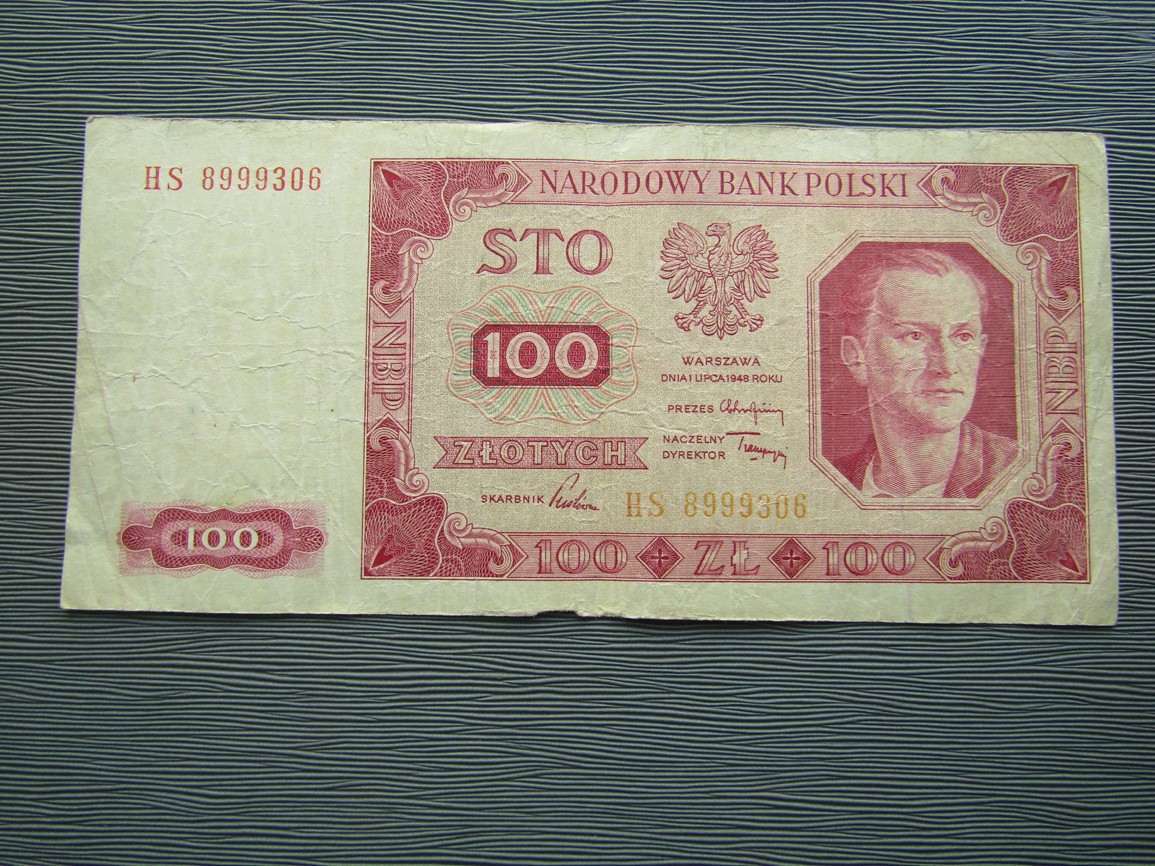 HS 8999306
NARODOWY BANK POLSKI
STO
100
ZŁOTYCH
WARSZAWA
DNIA 1 LIPCA 1948 ROKU
PREZES
NACZELNY
DYREKTOR
SKARBNIK
HS 8999306
NBP
NBP
100
100 ZŁ 100